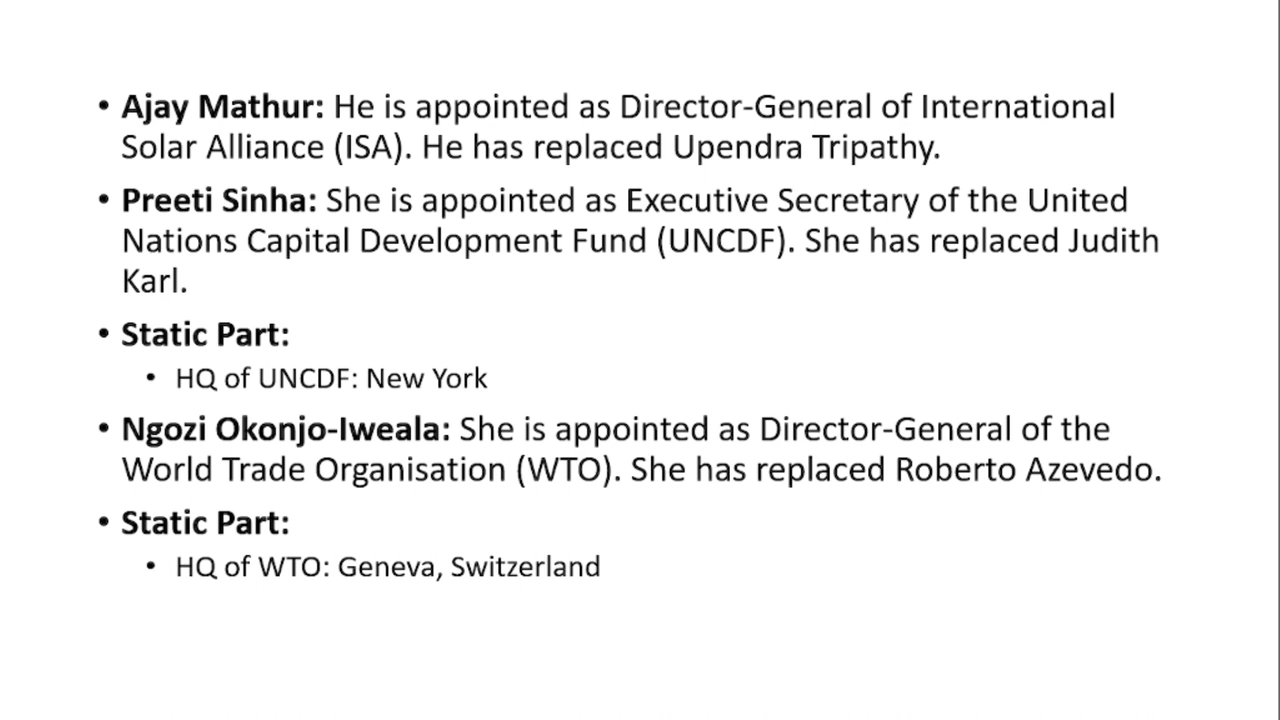 • Ajay Mathur: He is appointed as Director-General of International
Solar Alliance (ISA). He has replaced Upendra Tripathy.
• Preeti Sinha: She is appointed as Executive Secretary of the United
Nations Capital Development Fund (UNCDF). She has replaced Judith
Karl.
• Static Part:
• HQ of UNCDF: New York
• Ngozi Okonjo-Iweala: She is appointed as Director-General of the
World Trade Organisation (WTO). She has replaced Roberto Azevedo.
• Static Part:
• HQ of WTO: Geneva, Switzerland